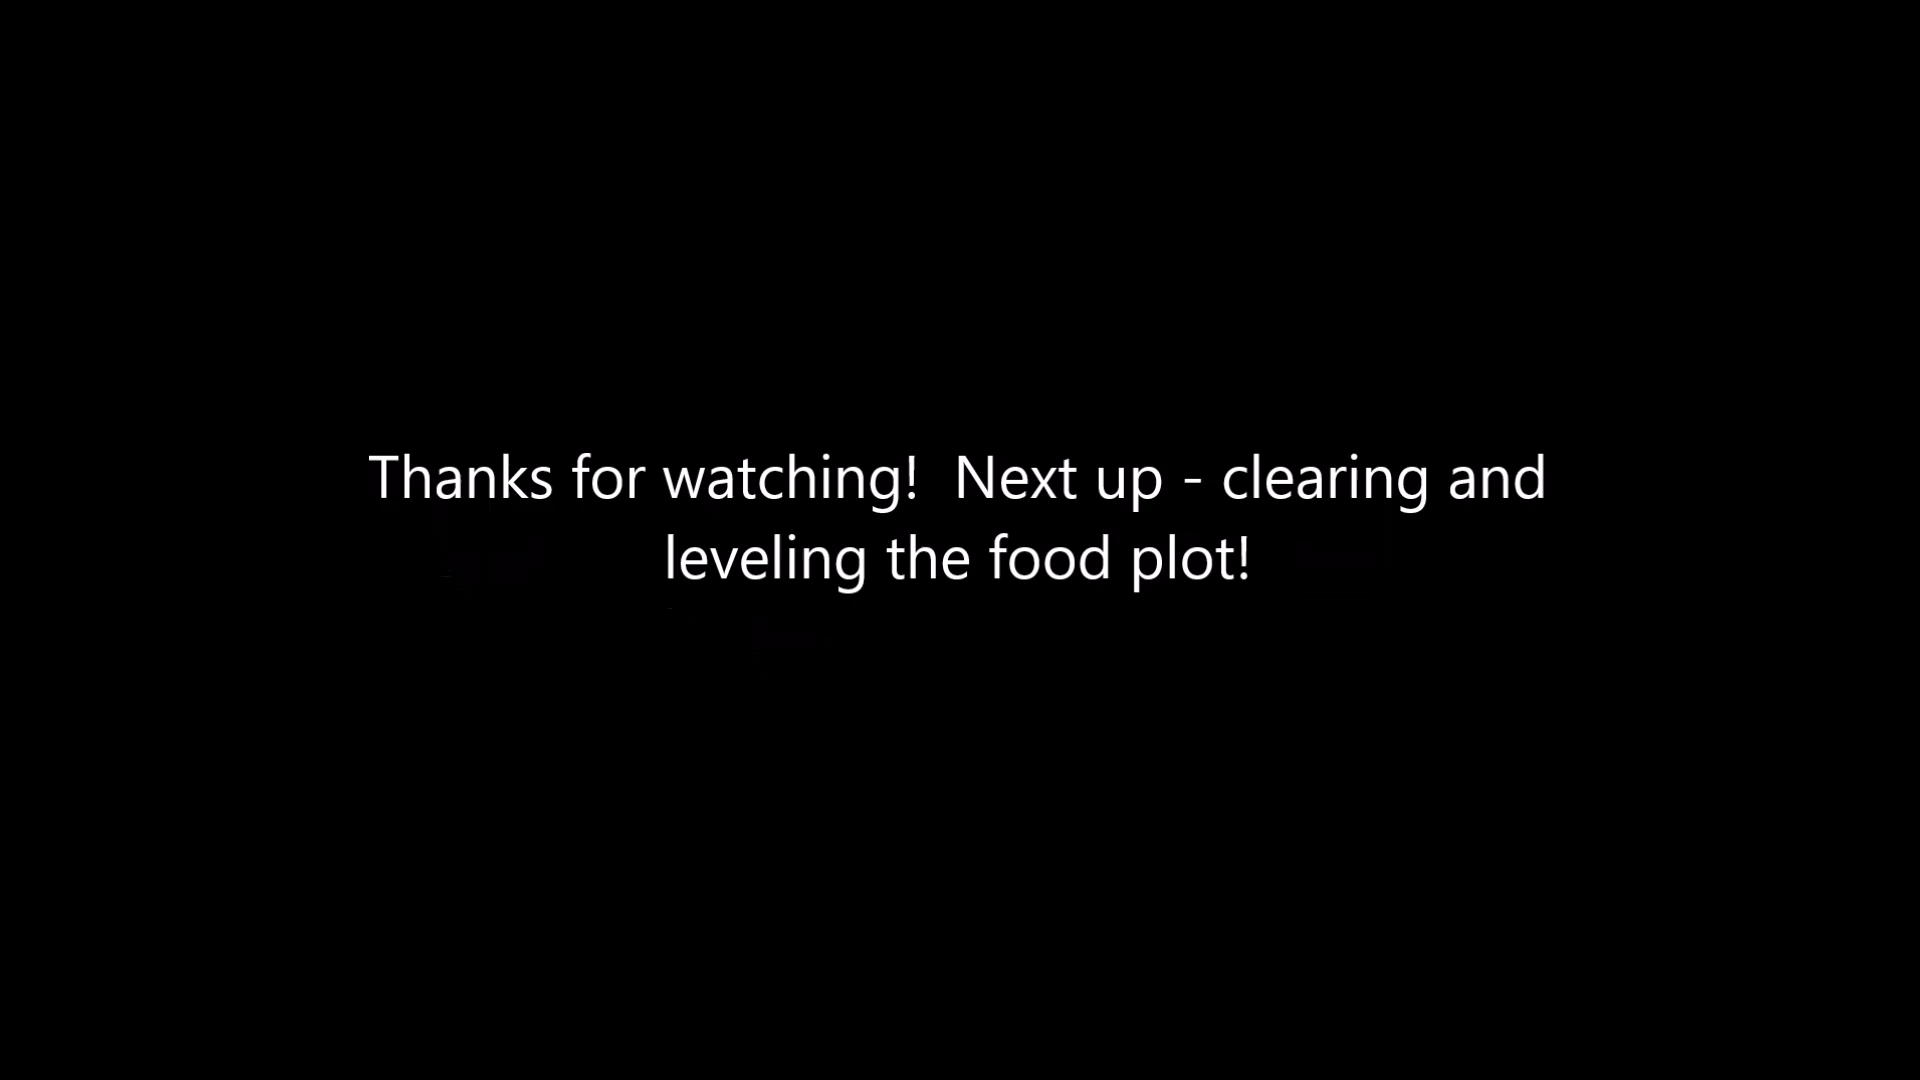 Thanks for watching!  Next up - clearing and
leveling the food plot!